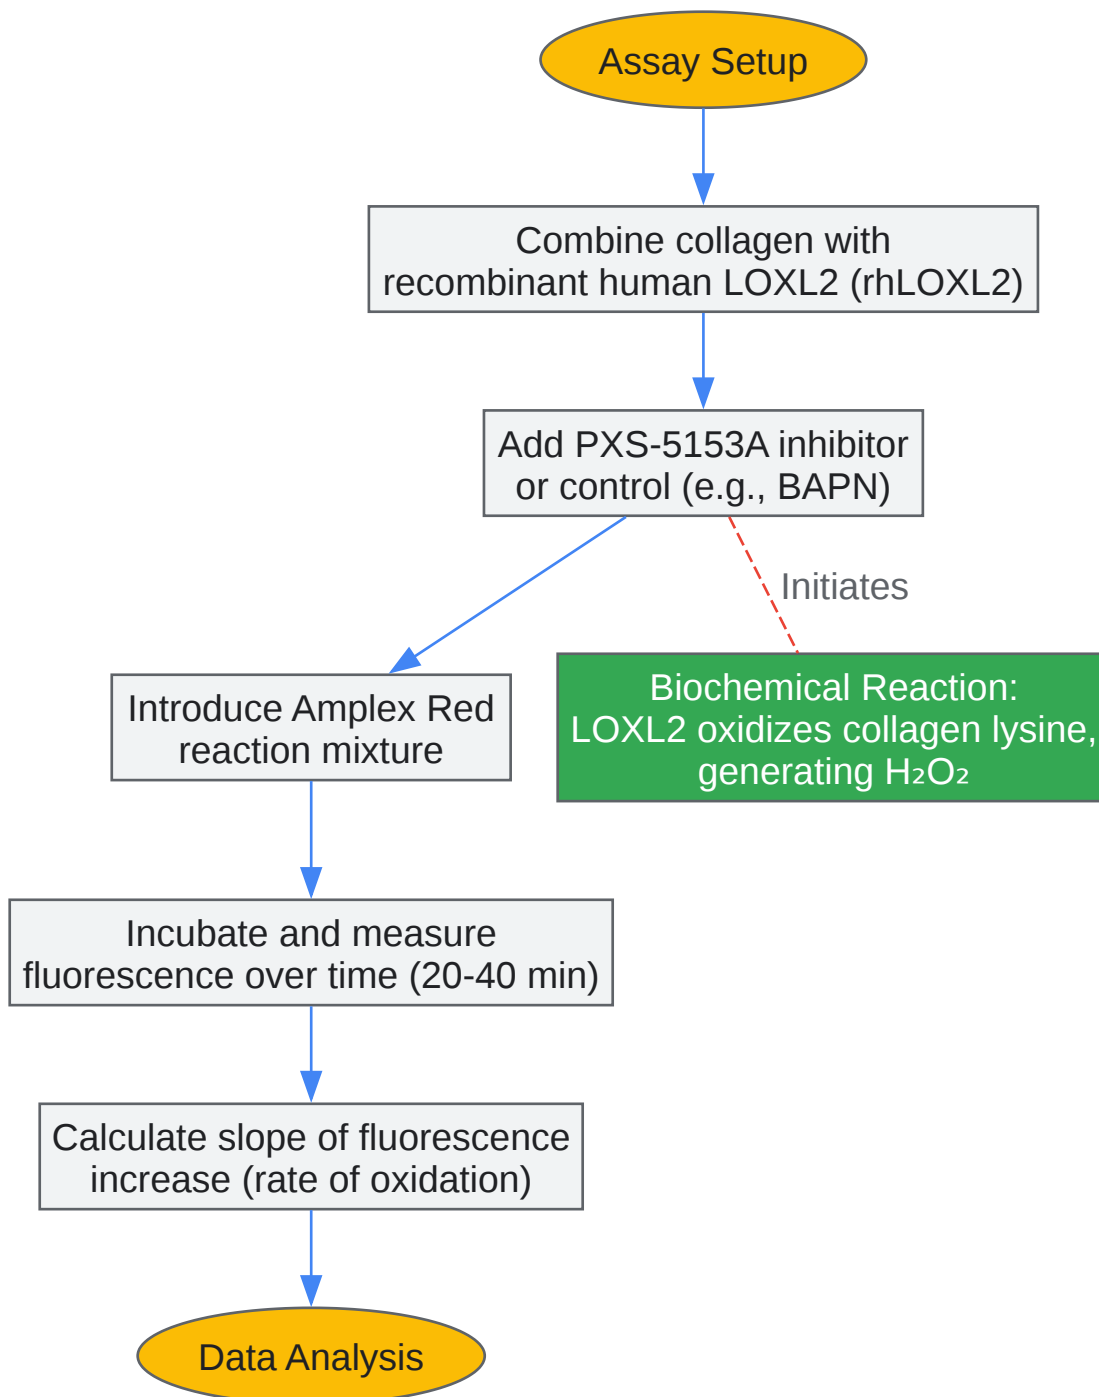 Assay Setup
Combine collagen with
recombinant human LOXL2 (rhLOXL2)
Add PXS-5153A inhibitor
or control (e.g., BAPN)
Initiates
Introduce Amplex Red
reaction mixture
Biochemical Reaction:
LOXL2 oxidizes collagen lysine,
generating H₂O₂
Incubate and measure
fluorescence over time (20-40 min)
Calculate slope of fluorescence
increase (rate of oxidation)
Data Analysis